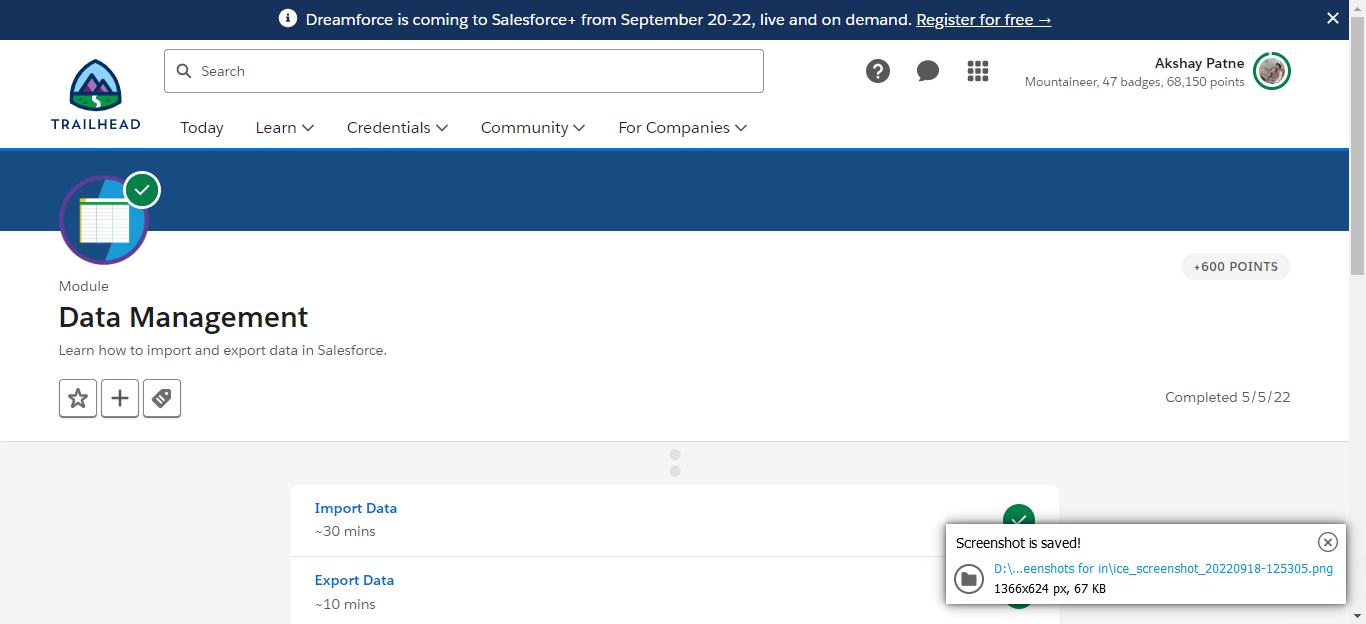 Dreamforce is coming to Salesforce+ from September 20-22, live and on demand. Register for free →
TRAILHEAD
Search
Akshay Patne
Mountaineer, 47 badges, 68,150 points
Today Learn Credentials Community For Companies
+600 POINTS
Module
Data Management
Learn how to import and export data in Salesforce.
Completed 5/5/22
Import Data
~30 mins
Export Data
~10 mins
Screenshot is saved!
D:\...eenshots for in\ice_screenshot_20220918-125305.png
1366x624 px, 67 KB